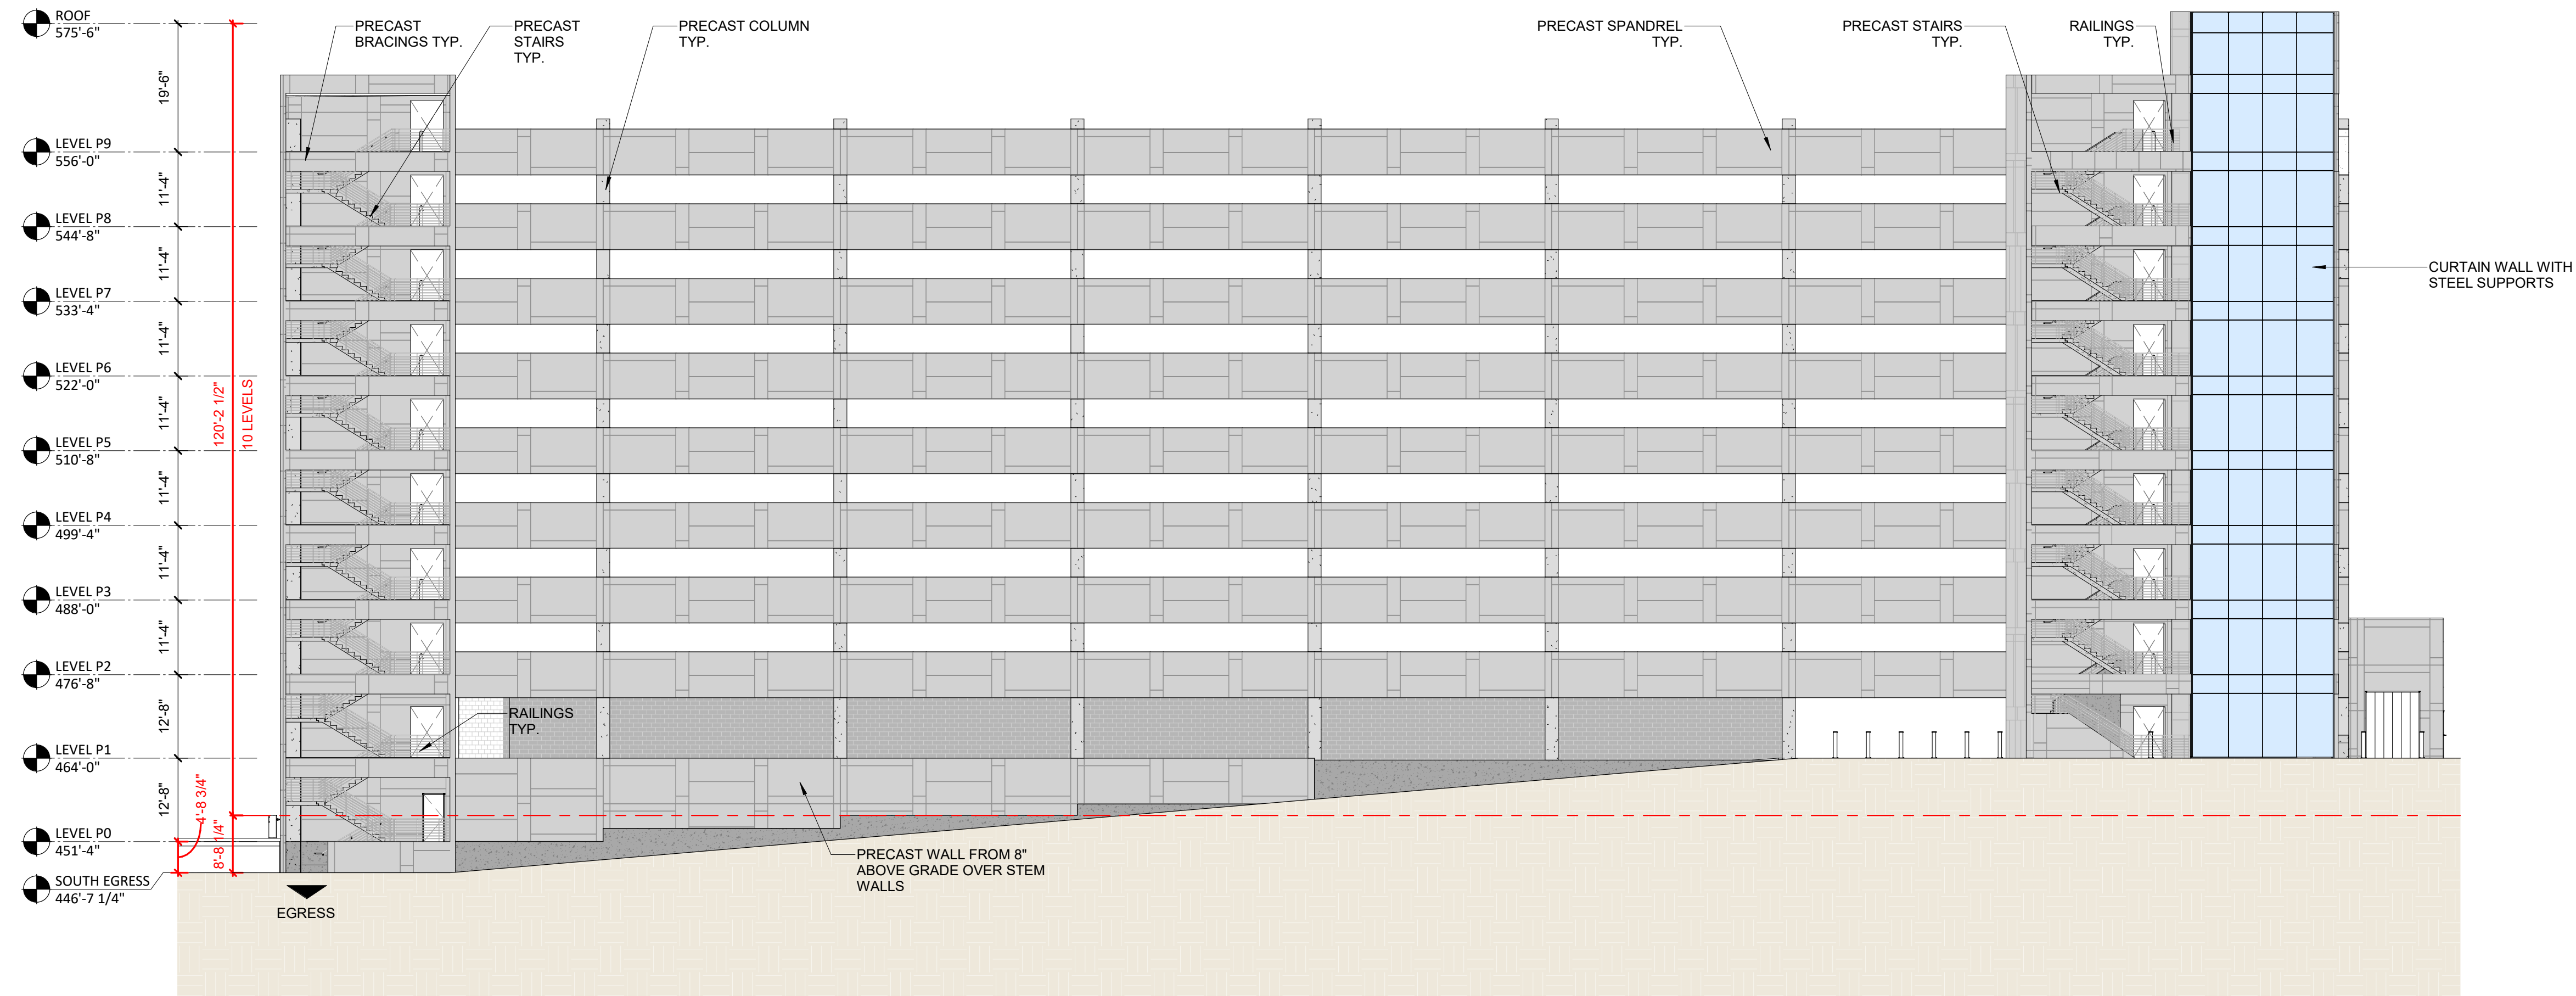 ROOF
575'-6"
19'-6"
LEVEL P9
556'-0"
11'-4"
LEVEL P8
544'-8"
11'-4"
LEVEL P7
533'-4"
11'-4"
LEVEL P6
522'-0"
11'-4"
LEVEL P5
510'-8"
11'-4"
LEVEL P4
499'-4"
11'-4"
LEVEL P3
488'-0"
11'-4"
LEVEL P2
476'-8"
12'-8"
LEVEL P1
464'-0"
12'-8"
LEVEL P0
451'-4"
SOUTH EGRESS
446'-7 1/4"
120'-2 1/2"
10 LEVELS
4'-8 3/4"
8'-8 1/4"
PRECAST
BRACINGS TYP.
PRECAST
STAIRS
TYP.
PRECAST COLUMN
TYP.
PRECAST SPANDREL
TYP.
PRECAST STAIRS
TYP.
RAILINGS
TYP.
CURTAIN WALL WITH
STEEL SUPPORTS
RAILINGS
TYP.
PRECAST WALL FROM 8"
ABOVE GRADE OVER STEM
WALLS
EGRESS